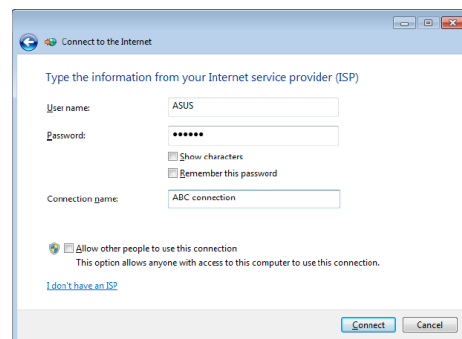 Connect to the Internet
Type the information from your Internet service provider (ISP)
User name: ASUS
Password: ●●●●●●
Show characters
Remember this password
Connection name: ABC connection
Allow other people to use this connection
This option allows anyone with access to this computer to use this connection.
I don't have an ISP
Connect Cancel